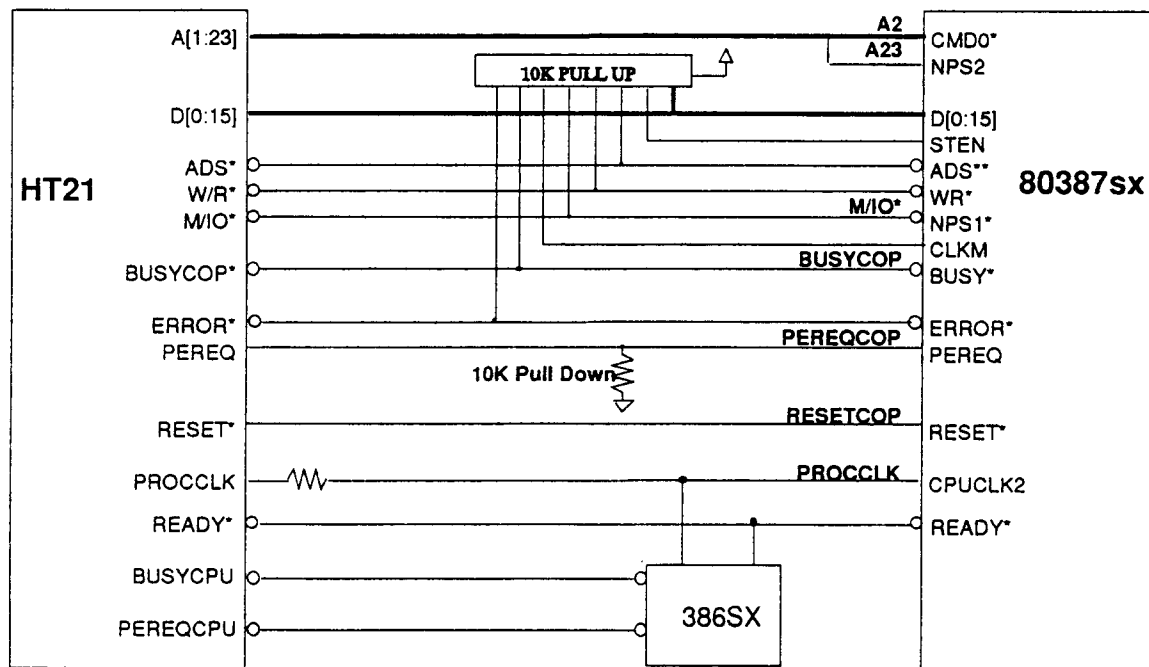 A[1:23]
A2
CMD0*
A23
NPS2
10K PULL UP
D[0:15]
D[0:15]
STEN
ADS*
ADS**
HT21
W/R*
WR*
80387sx
M/IO*
M/IO*
NPS1*
CLKM
BUSYCOP*
BUSYCOP
BUSY*
ERROR*
ERROR*
PEREQ
PEREQCOP
PEREQ
10K Pull Down
RESET*
RESETCOP
RESET*
PROCCLK
PROCCLK
CPUCLK2
READY*
READY*
BUSYCPU
386SX
PEREQCPU